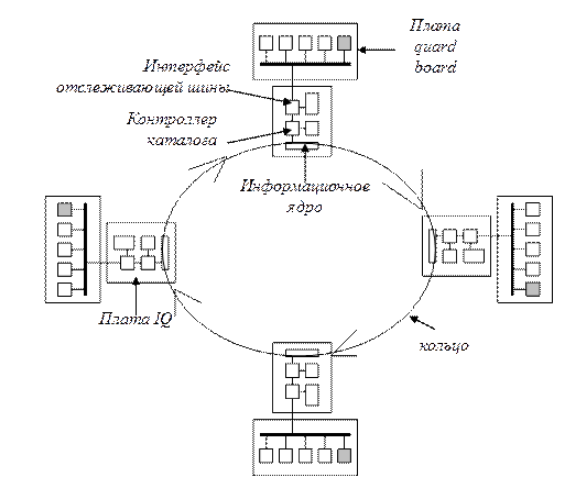 Плата
quard
board
Интерфейс
отслеживающей шины
Контроллер
каталога
Информационное
ядро
Плата IQ
кольцо